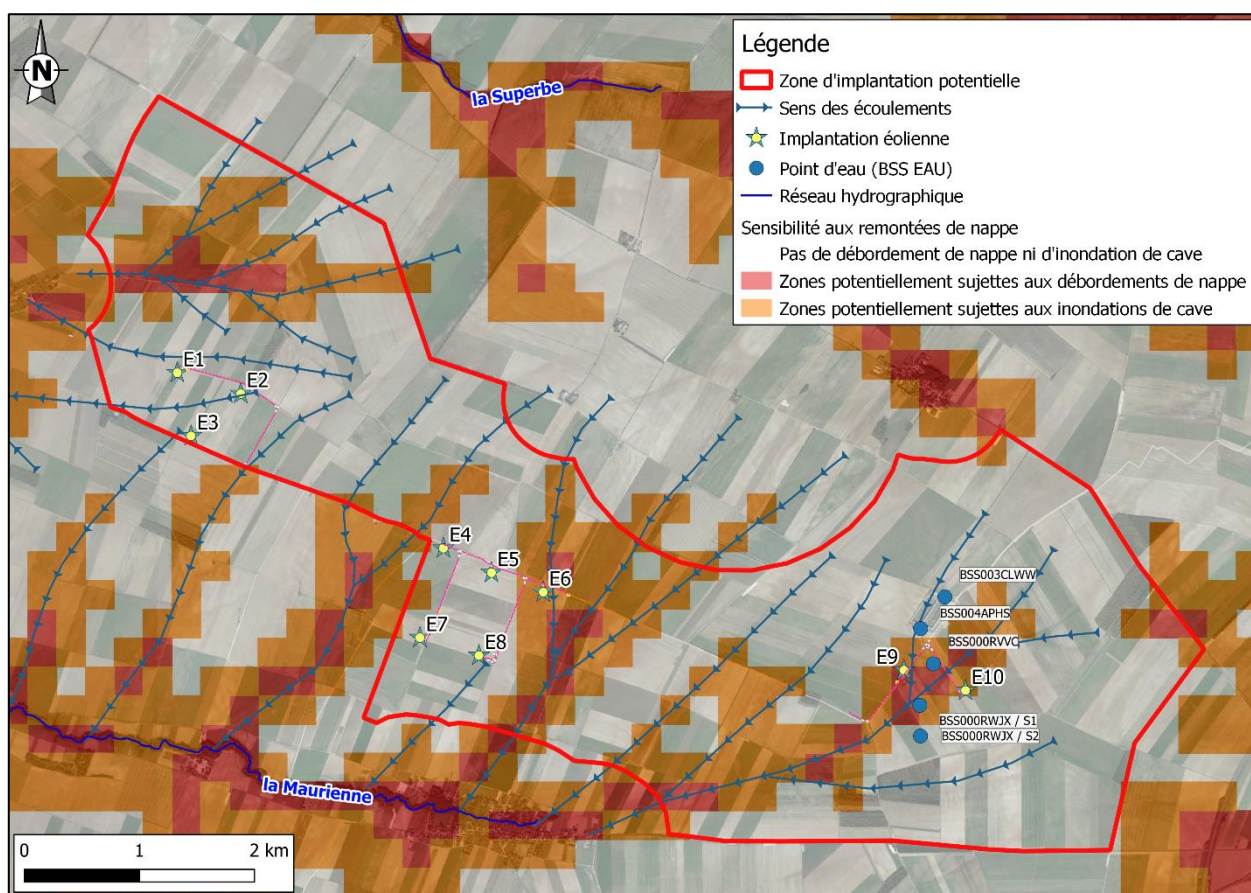 N
la Superbe
Légende
Zone d'implantation potentielle
Sens des écoulements
Implantation éolienne
Point d'eau (BSS EAU)
Réseau hydrographique
Sensibilité aux remontées de nappe
Pas de débordement de nappe ni d'inondation de cave
Zones potentiellement sujettes aux débordements de nappe
Zones potentiellement sujettes aux inondations de cave
E1
E2
E3
E4
E5
E6
E7
E8
BSS003CLWW
BSS004APHS
BSS000RVVC
E9
E10
BSS000RWJX / S1
BSS000RWJX / S2
la Maurienne
0 1 2 km